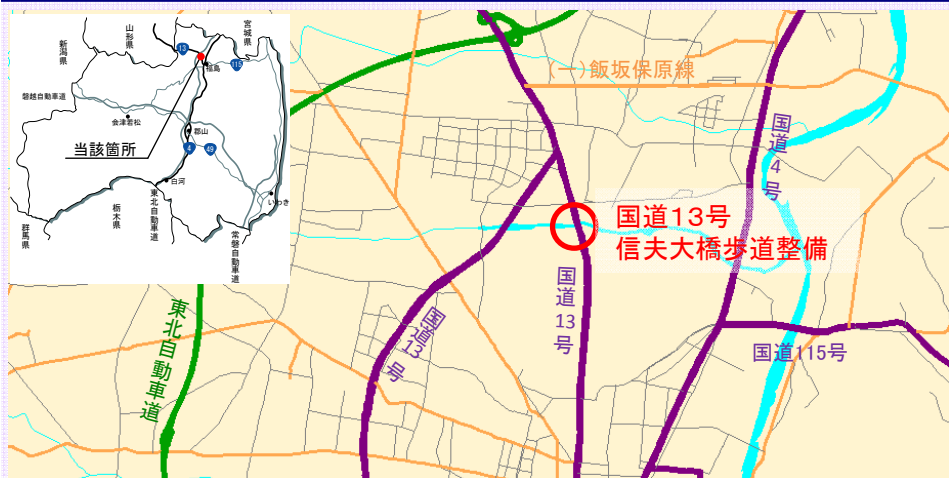 新潟県
山形県
宮城県
13
福島
115
磐越自動車道
会津若松
郡山
当該箇所
4
49
白河
いわき
群馬県
栃木県
東北自動車道
常磐自動車道
(一)飯坂保原線
国道4号
国道13号
信夫大橋歩道整備
国道13号
国道13号
国道115号
東北自動車道